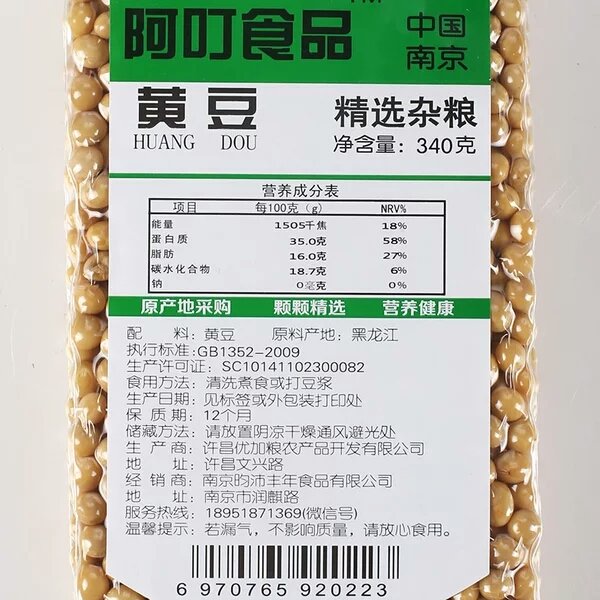 阿叮食品
中国
南京
黄豆
HUANG DOU
精选杂粮
净含量：340克
营养成分表
项目 每100克（g） NRV%
能量 1505千焦 18%
蛋白质 35.0克 58%
脂肪 16.0克 27%
碳水化合物 18.7克 6%
钠 0毫克 0%
原产地采购 颗颗精选 营养健康
配料：黄豆 原料产地：黑龙江
执行标准：GB1352-2009
生产许可证：SC10141102300082
食用方法：清洗煮食或打豆浆
生产日期：见标签或外包装打印处
保质期：12个月
储藏方法：请放置阴凉干燥通风避光处
生产商：许昌优加粮农产品开发有限公司
地址：许昌文兴路
经销商：南京昀沛丰年食品有限公司
地址：南京市润麒路
服务热线：18951871369(微信号)
温馨提示：若漏气，不影响质量，请放心食用。
6 970765 920223